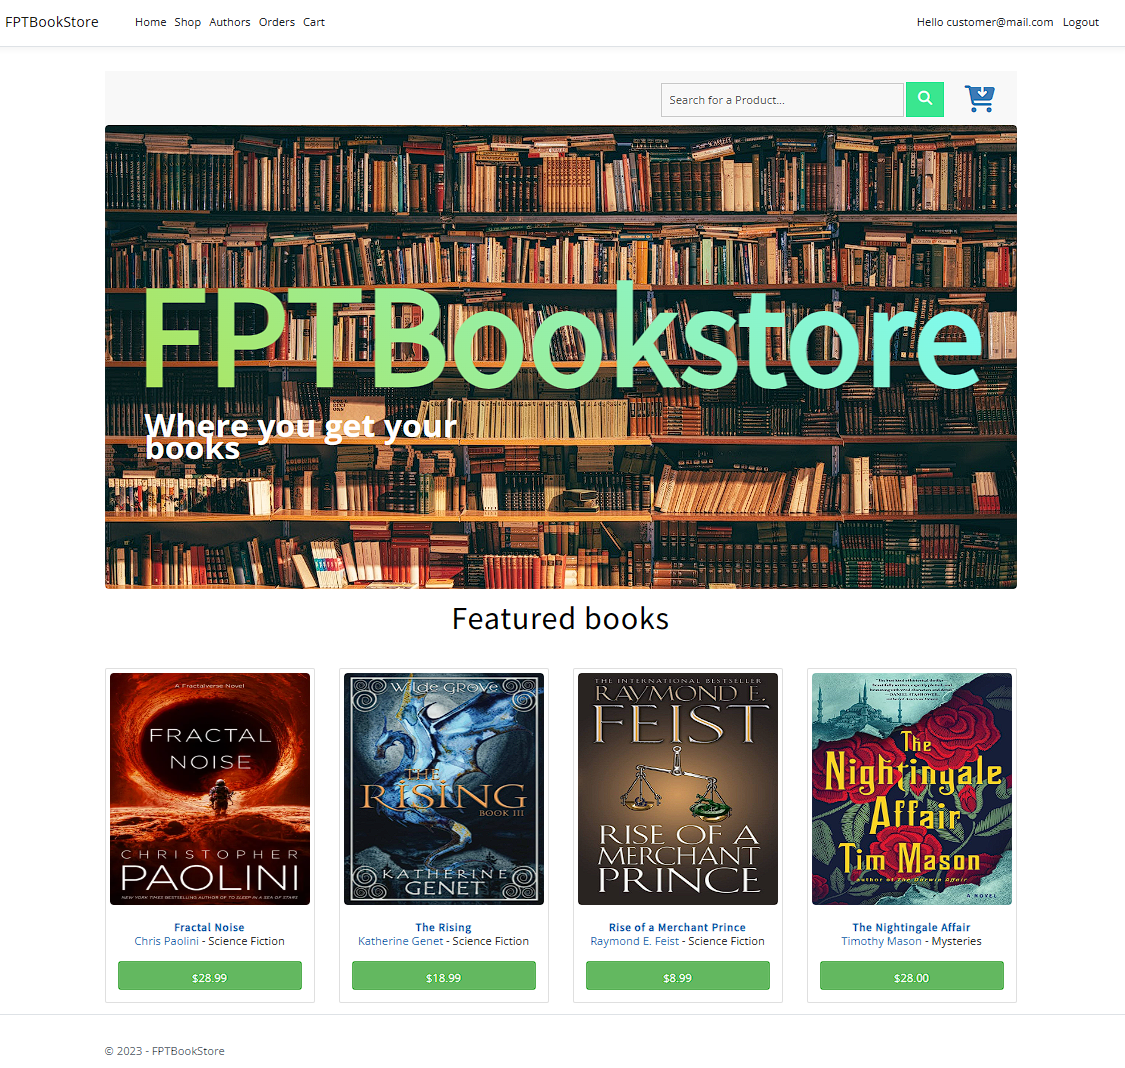 FPTBookStore Home Shop Authors Orders Cart Hello customer@mail.com Logout
Search for a Product...
FPTBookstore
Where you get your
books
Featured books
A Fractalverse Novel
FRACTAL
NOISE
CHRISTOPHER
PAOLINI
NEW YORK TIMES BESTSELLING AUTHOR OF TO SLEEP IN A SEA OF STARS
Fractal Noise
Chris Paolini - Science Fiction
$28.99
WILDE GROVE
THE
RISING
BOOK III
KATHERINE
GENET
The Rising
Katherine Genet - Science Fiction
$18.99
THE INTERNATIONAL BESTSELLER
RAYMOND E.
FEIST
RISE OF A
MERCHANT
PRINCE
Rise of a Merchant Prince
Raymond E. Feist - Science Fiction
$8.99
The
Nightingale
Affair
Tim Mason
author of The Darwin Affair
A NOVEL
The Nightingale Affair
Timothy Mason - Mysteries
$28.00
© 2023 - FPTBookStore